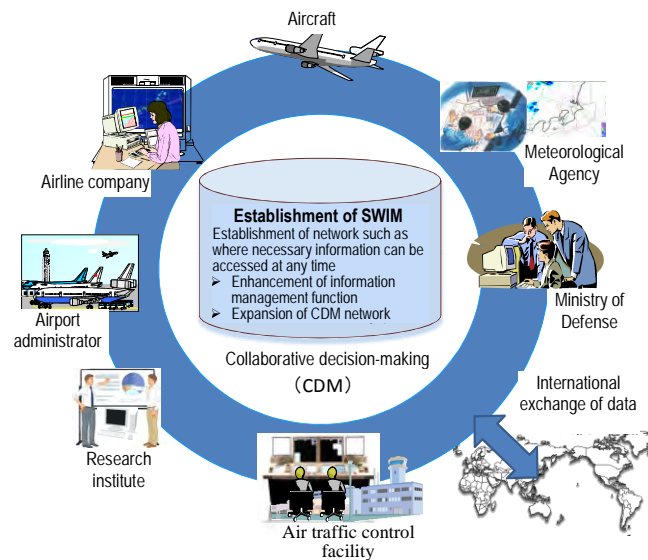 Aircraft
Airline company
Meteorological
Agency
Establishment of SWIM
Establishment of network such as
where necessary information can be
accessed at any time
➢ Enhancement of information
management function
➢ Expansion of CDM network
Ministry of
Defense
Airport
administrator
Collaborative decision-making
（CDM）
International
exchange of data
Research
institute
Air traffic control
facility